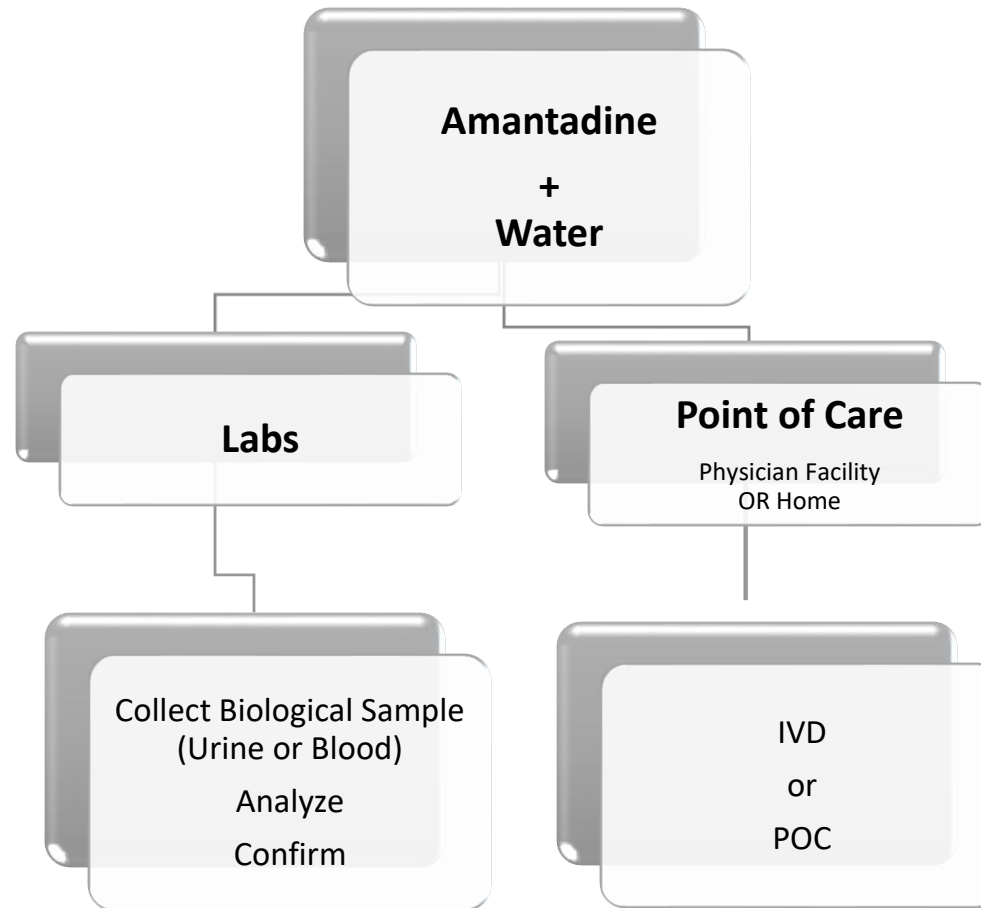 Amantadine
+
Water
Labs
Point of Care
Physician Facility
OR Home
Collect Biological Sample
(Urine or Blood)
Analyze
Confirm
IVD
or
POC